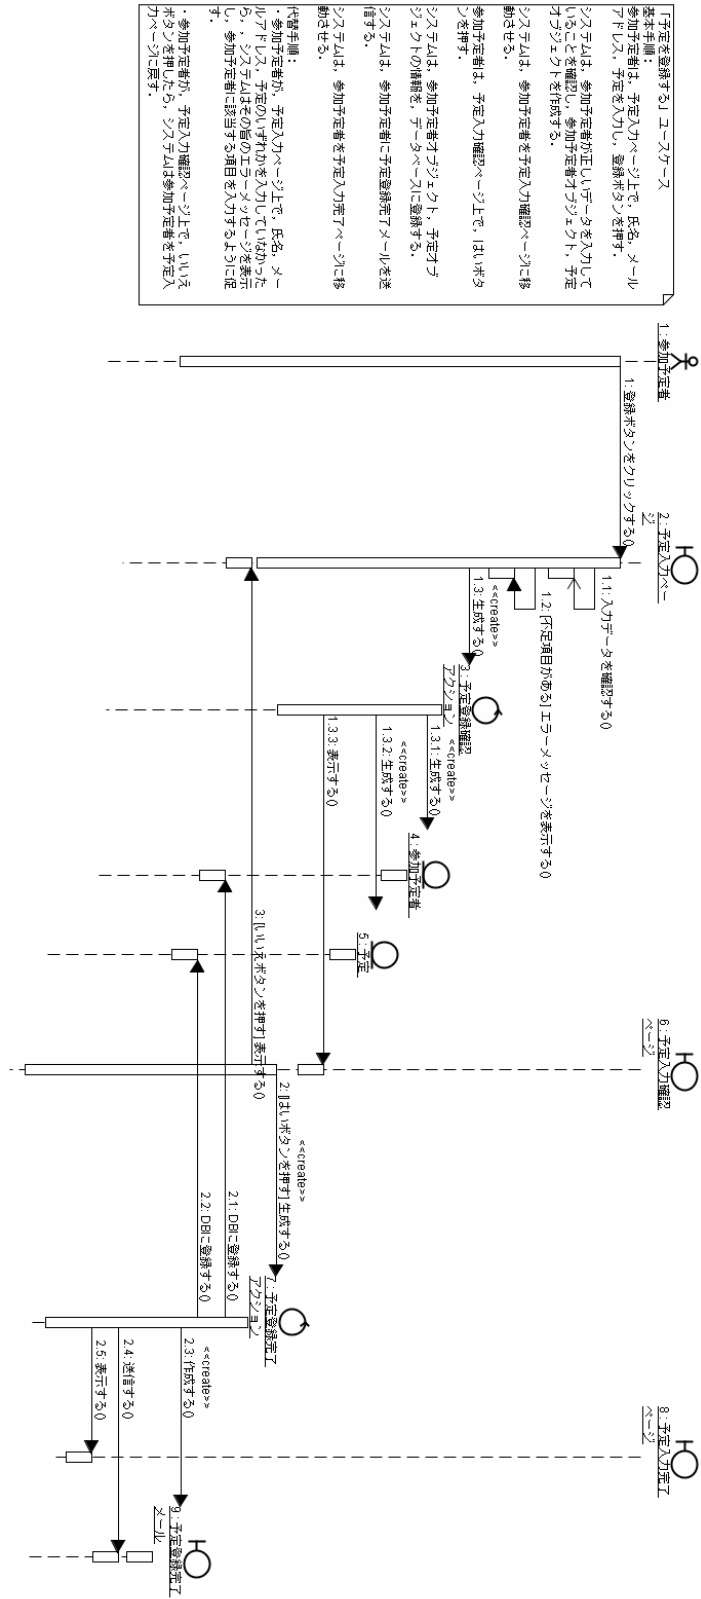 「予定を登録する」ユースケース
基本手順：
参加予定者は，予定入力ページ上で，氏名，メール
アドレス，予定を入力し，登録ボタンを押す．
システムは，参加予定者が正しいデータを入力して
いることを確認し，参加予定者オブジェクト，予定
オブジェクトを作成する．
システムは，参加予定者を予定入力確認ページに移
動させる．
参加予定者は，予定入力確認ページ上で，はいボタ
ンを押す．
システムは，参加予定者オブジェクト，予定オブ
ジェクトの情報を，データベースに登録する．
システムは，参加予定者に予定登録完了メールを送
信する．
システムは，参加予定者を予定入力完了ページに移
動させる．
代替手順：
・参加予定者が，予定入力ページ上で，氏名，メー
ルアドレス，予定のいずれかを入力していなかった
ら，，システムはその旨のエラーメッセージを表示
し，参加予定者に該当する項目を入力するように促
す．
・参加予定者が，予定入力確認ページ上で，いいえ
ボタンを押したら，システムは参加予定者を予定入
力ページに戻す．
1 : 参加予定者
2 : 予定入力ペー
ジ
6 : 予定入力確認
ページ
8 : 予定入力完了
ページ
1: 登録ボタンをクリックする()
1.1: 入力データを確認する()
1.2: [不足項目がある] エラーメッセージを表示する()
<<create>>
1.3: 生成する()
3 : 予定登録確認
アクション
<<create>>
1.3.1: 生成する()
4 : 参加予定者
<<create>>
1.3.2: 生成する()
5 : 予定
1.3.3: 表示する()
<<create>>
2: [はいボタンを押す] 生成する()
7 : 予定登録完了
アクション
3: [いいえボタンを押す] 表示する()
2.1: DBに登録する()
2.2: DBに登録する()
<<create>>
2.3: 作成する()
9 : 予定登録完了
メール
2.4: 送信する()
2.5: 表示する()